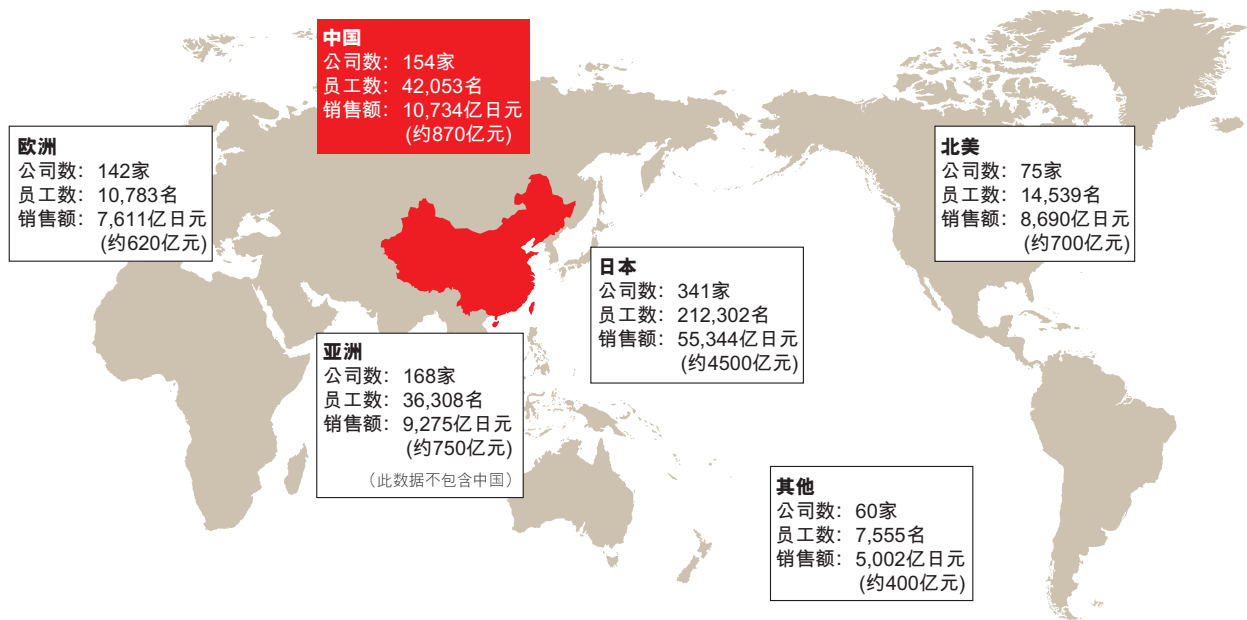 中国
公司数：154家
员工数：42,053名
销售额：10,734亿日元
(约870亿元)
欧洲
公司数：142家
员工数：10,783名
销售额：7,611亿日元
(约620亿元)
北美
公司数：75家
员工数：14,539名
销售额：8,690亿日元
(约700亿元)
日本
公司数：341家
员工数：212,302名
销售额：55,344亿日元
(约4500亿元)
亚洲
公司数：168家
员工数：36,308名
销售额：9,275亿日元
(约750亿元)
（此数据不包含中国）
其他
公司数：60家
员工数：7,555名
销售额：5,002亿日元
(约400亿元)